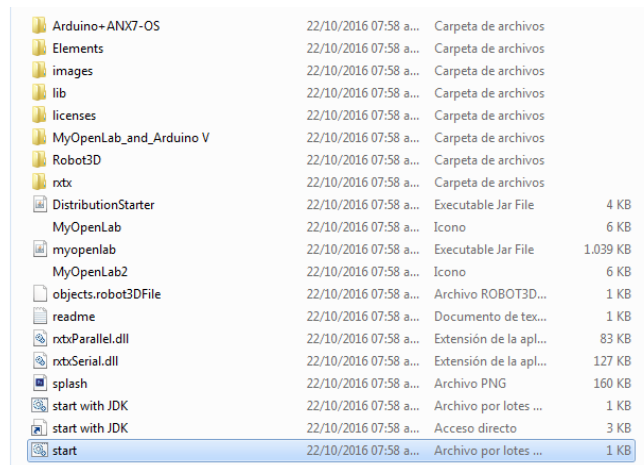 Arduino+ANX7-OS 22/10/2016 07:58 a... Carpeta de archivos
Elements 22/10/2016 07:58 a... Carpeta de archivos
images 22/10/2016 07:58 a... Carpeta de archivos
lib 22/10/2016 07:58 a... Carpeta de archivos
licenses 22/10/2016 07:58 a... Carpeta de archivos
MyOpenLab_and_Arduino V 22/10/2016 07:58 a... Carpeta de archivos
Robot3D 22/10/2016 07:58 a... Carpeta de archivos
rxtx 22/10/2016 07:58 a... Carpeta de archivos
DistributionStarter 22/10/2016 07:58 a... Executable Jar File 4 KB
MyOpenLab 22/10/2016 07:58 a... Icono 6 KB
myopenlab 22/10/2016 07:58 a... Executable Jar File 1.039 KB
MyOpenLab2 22/10/2016 07:58 a... Icono 6 KB
objects.robot3DFile 22/10/2016 07:58 a... Archivo ROBOT3D... 1 KB
readme 22/10/2016 07:58 a... Documento de tex... 1 KB
rxtxParallel.dll 22/10/2016 07:58 a... Extensión de la apl... 83 KB
rxtxSerial.dll 22/10/2016 07:58 a... Extensión de la apl... 127 KB
splash 22/10/2016 07:58 a... Archivo PNG 160 KB
start with JDK 22/10/2016 07:58 a... Archivo por lotes ... 1 KB
start with JDK 22/10/2016 07:58 a... Acceso directo 3 KB
start 22/10/2016 07:58 a... Archivo por lotes ... 1 KB